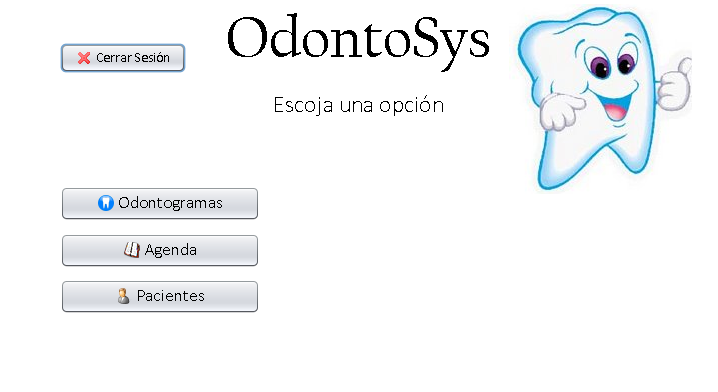 OdontoSys
Cerrar Sesión
Escoja una opción
Odontogramas
Agenda
Pacientes